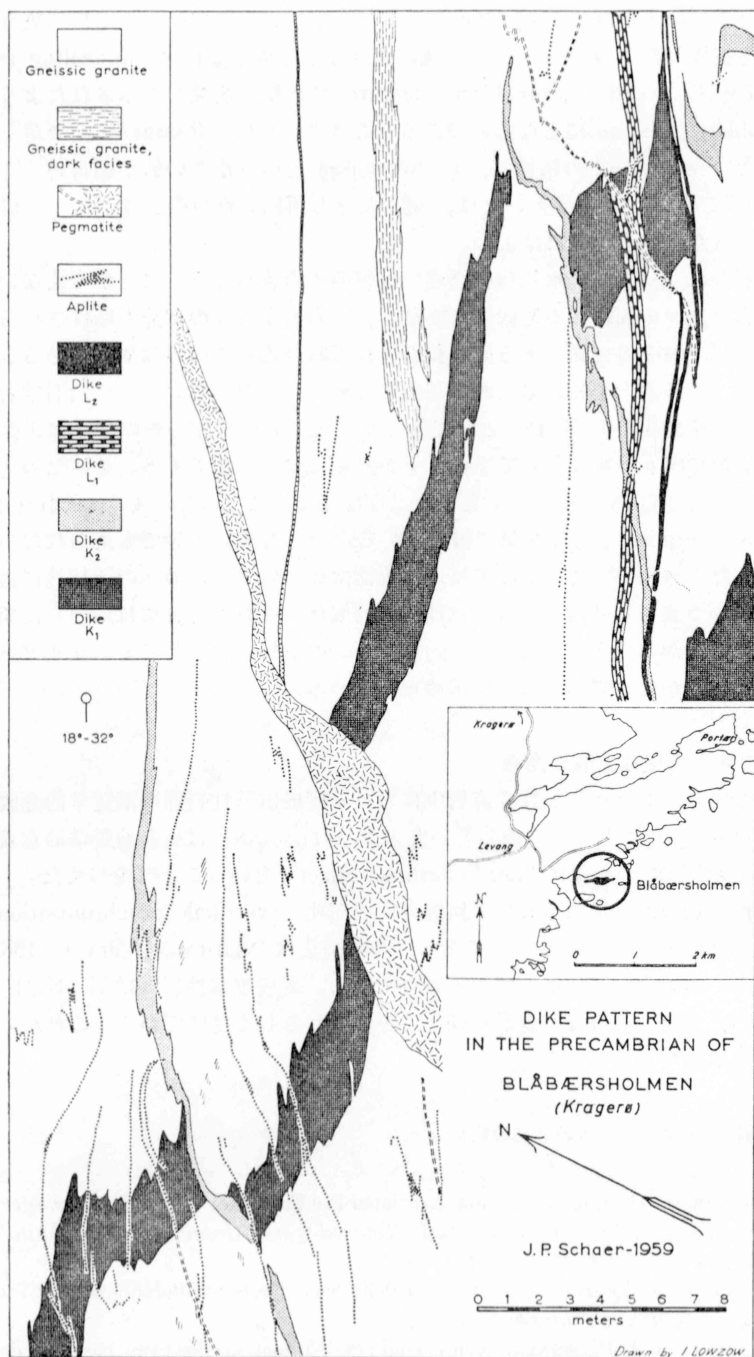 Gneissic granite
Gneissic granite,
dark facies
Pegmatite
Aplite
Dike
L₂
Dike
L₁
Dike
K₂
Dike
K₁
18°-32°
Kragerø
Portør
Levang
Blåbærsholmen
N
0 1 2 km
DIKE PATTERN
IN THE PRECAMBRIAN OF
BLÅBÆRSHOLMEN
(Kragerø)
N
J. P. Schaer-1959
0 1 2 3 4 5 6 7 8
meters
Drawn by I LOWZOW